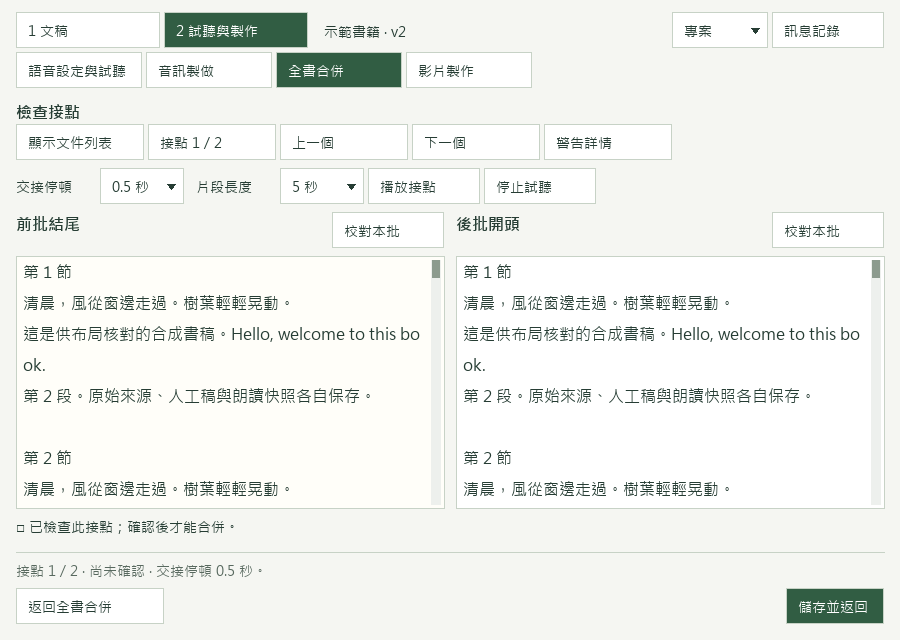 1 文稿
2 試聽與製作
示範書籍 · v2
專案
訊息記錄
語音設定與試聽
音訊製做
全書合併
影片製作
檢查接點
顯示文件列表
接點 1 / 2
上一個
下一個
警告詳情
交接停頓
0.5 秒
片段長度
5 秒
播放接點
停止試聽
前批結尾
校對本批
後批開頭
校對本批
第 1 節
清晨，風從窗邊走過。樹葉輕輕晃動。
這是供布局核對的合成書稿。Hello, welcome to this bo
ok.
第 2 段。原始來源、人工稿與朗讀快照各自保存。
第 2 節
清晨，風從窗邊走過。樹葉輕輕晃動。
第 1 節
清晨，風從窗邊走過。樹葉輕輕晃動。
這是供布局核對的合成書稿。Hello, welcome to this bo
ok.
第 2 段。原始來源、人工稿與朗讀快照各自保存。
第 2 節
清晨，風從窗邊走過。樹葉輕輕晃動。
□ 已檢查此接點；確認後才能合併。
接點 1 / 2 · 尚未確認 · 交接停頓 0.5 秒。
返回全書合併
儲存並返回